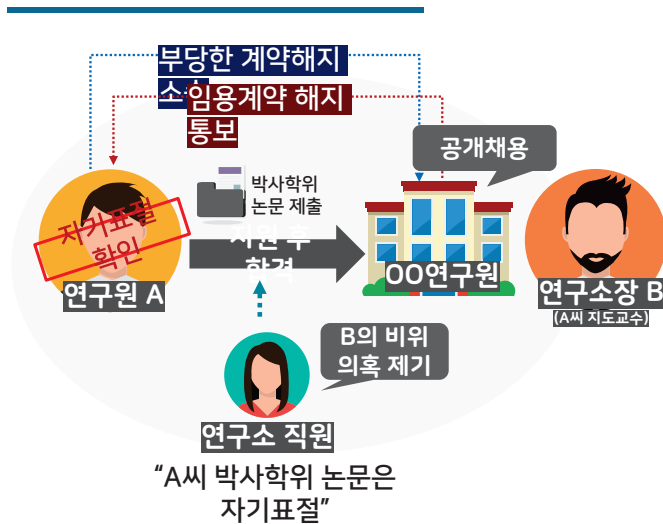 부당한 계약해지
소송
임용계약 해지
통보
공개채용
박사학위
논문 제출
자기표절
확인
지원 후
합격
연구원 A
OO연구원
연구소장 B
(A씨 지도교수)
B의 비위
의혹 제기
연구소 직원
“A씨 박사학위 논문은
자기표절”